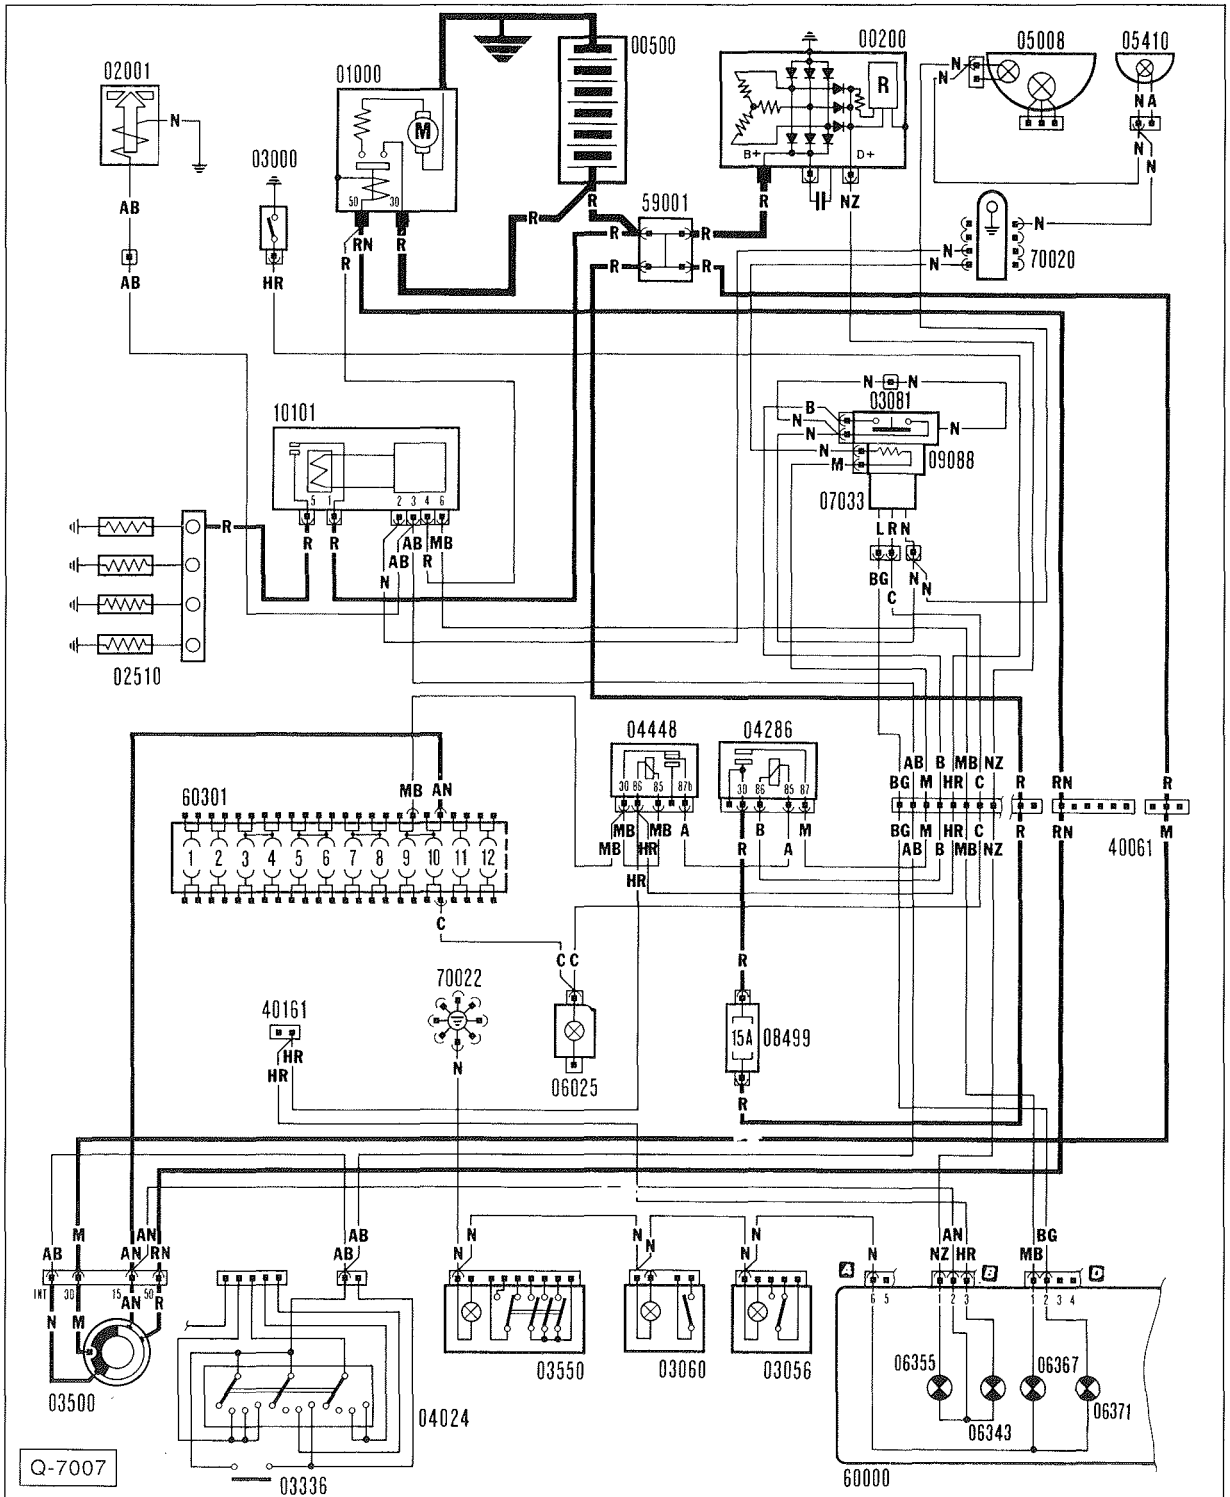 00500
00200
05008
05410
02001
01000
R
N
N
N A
M
N
B+ D+
N
03000
N
50 30
59001
R
NZ
AB
R
R
RN
R
R
R
R
N
R
N
N
70020
AB
HR
R
R
N N
03081
10101
B
N
N
N
N
09088
M
07033
5 1 2 3 4 6
R
L R N
R
R
AB MB
AB
R
BG
N
C
N
N
02510
04448
04286
AB B MB NZ
30 86 85 87b
30 86 85 87
BG M HR C
R
RN
R
MB
AN
60301
MB
MB
A
B
M
BG M HR C
R
RN
M
1 2 3 4 5 6 7 8 9 10 11 12
MB
HR
R
A
AB B MB NZ
40061
HR
C
C C
R
70022
40161
15A
08499
HR
HR
N
06025
R
M
AN
AB
N
N
N
AN
BG
AB
AN RN
AB
N
N
N
N
NZ HR
MB
A
B
D
INT 30 15 50
6 5
1 2 3
1 2 3 4
N
M
AN
R
03550
03060
03056
06355
06367
03500
04024
06343
06371
Q-7007
03336
60000